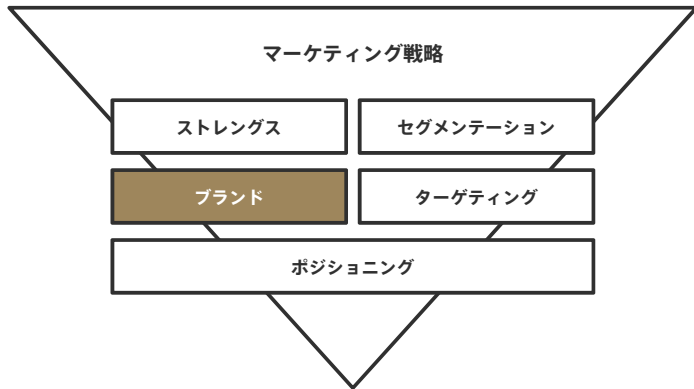 マーケティング戦略
ストレングス
セグメンテーション
ブランド
ターゲティング
ポジショニング